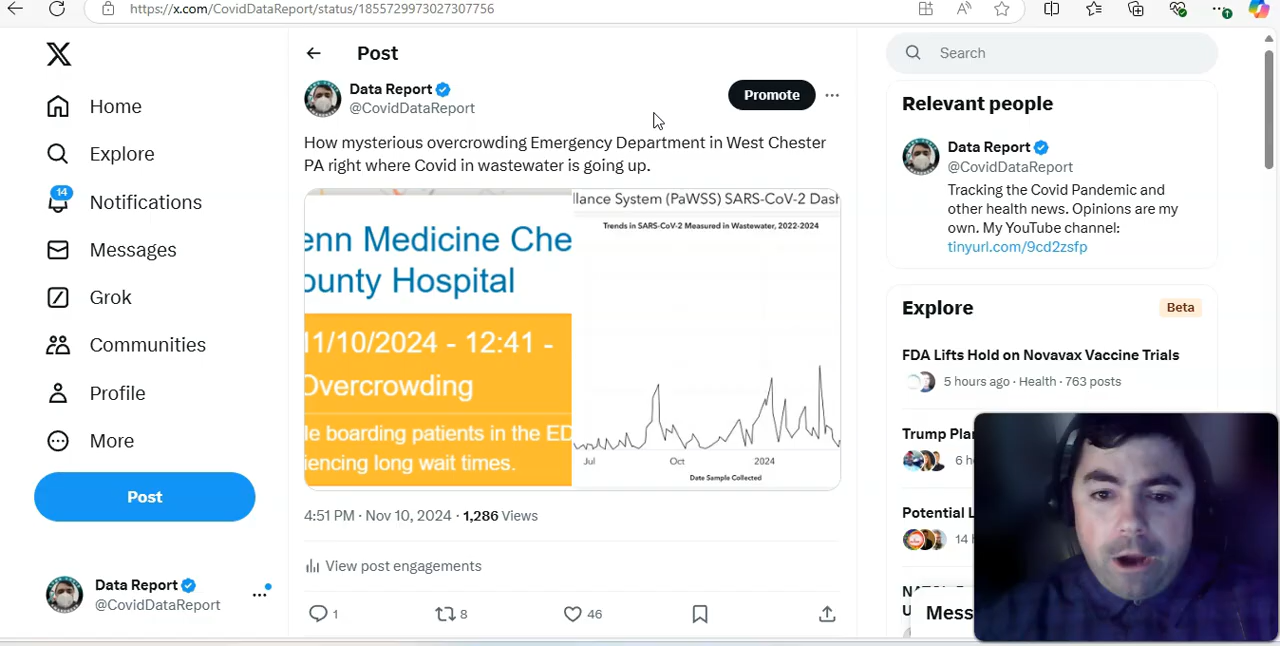 https://x.com/CovidDataReport/status/1855729973027307756
Home
Explore
14
Notifications
Messages
Grok
Communities
Profile
More
Post
Data Report
@CovidDataReport
Post
Data Report
@CovidDataReport
Promote
How mysterious overcrowding Emergency Department in West Chester
PA right where Covid in wastewater is going up.
enn Medicine Che
ounty Hospital
11/10/2024 - 12:41 -
Overcrowding
le boarding patients in the ED
iencing long wait times.
llance System (PaWSS) SARS-CoV-2 Dash
Trends in SARS-CoV-2 Measured in Wastewater, 2022-2024
Jul Oct 2024
Date Sample Collected
4:51 PM · Nov 10, 2024 · 1,286 Views
View post engagements
1 8 46
Search
Relevant people
Data Report
@CovidDataReport
Tracking the Covid Pandemic and
other health news. Opinions are my
own. My YouTube channel:
tinyurl.com/9cd2zsfp
Explore
Beta
FDA Lifts Hold on Novavax Vaccine Trials
5 hours ago · Health · 763 posts
Trump Pla
6 h
Potential L
14 h
Mess